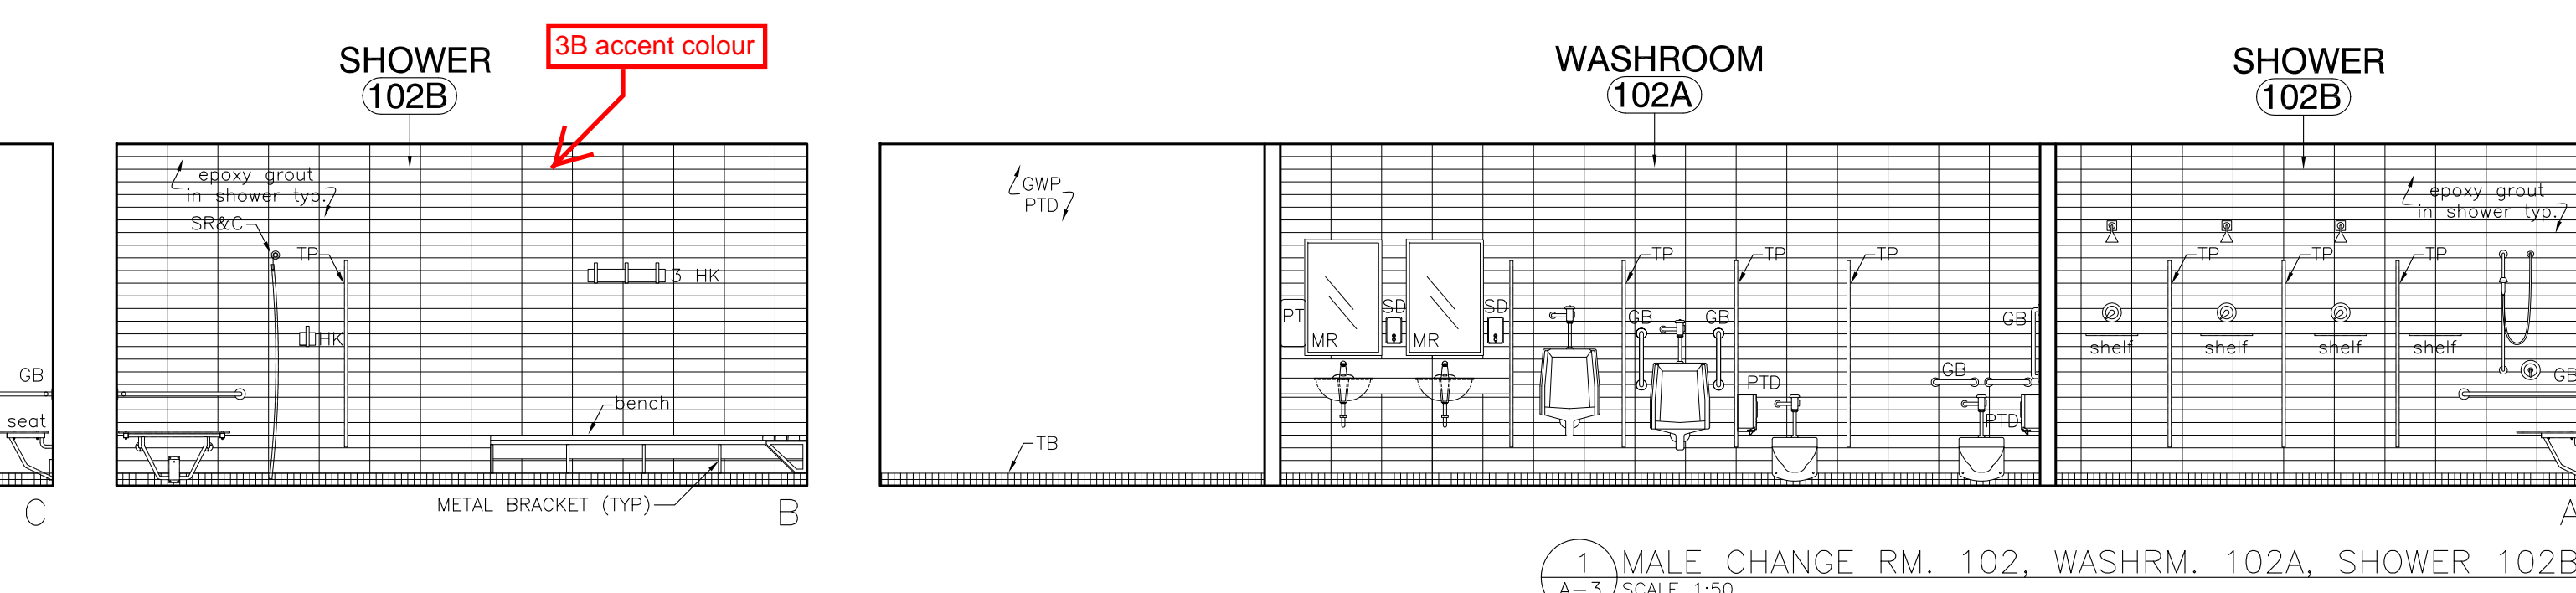 SHOWER
102B
3B accent colour
WASHROOM
102A
SHOWER
102B
epoxy grout
in shower typ.
SR&C
TP
3 HK
HK
bench
METAL BRACKET (TYP)
GB
seat
C
B
GWP
PTD
TB
PT
MR
SD
MR
SD
TP
TP
TP
GB
GB
GB
GB
PTD
PTD
epoxy grout
in shower typ.
TP
TP
TP
shelf
shelf
shelf
shelf
GB
A
1
A-3
MALE CHANGE RM. 102, WASHRM. 102A, SHOWER 102B
SCALE 1:50